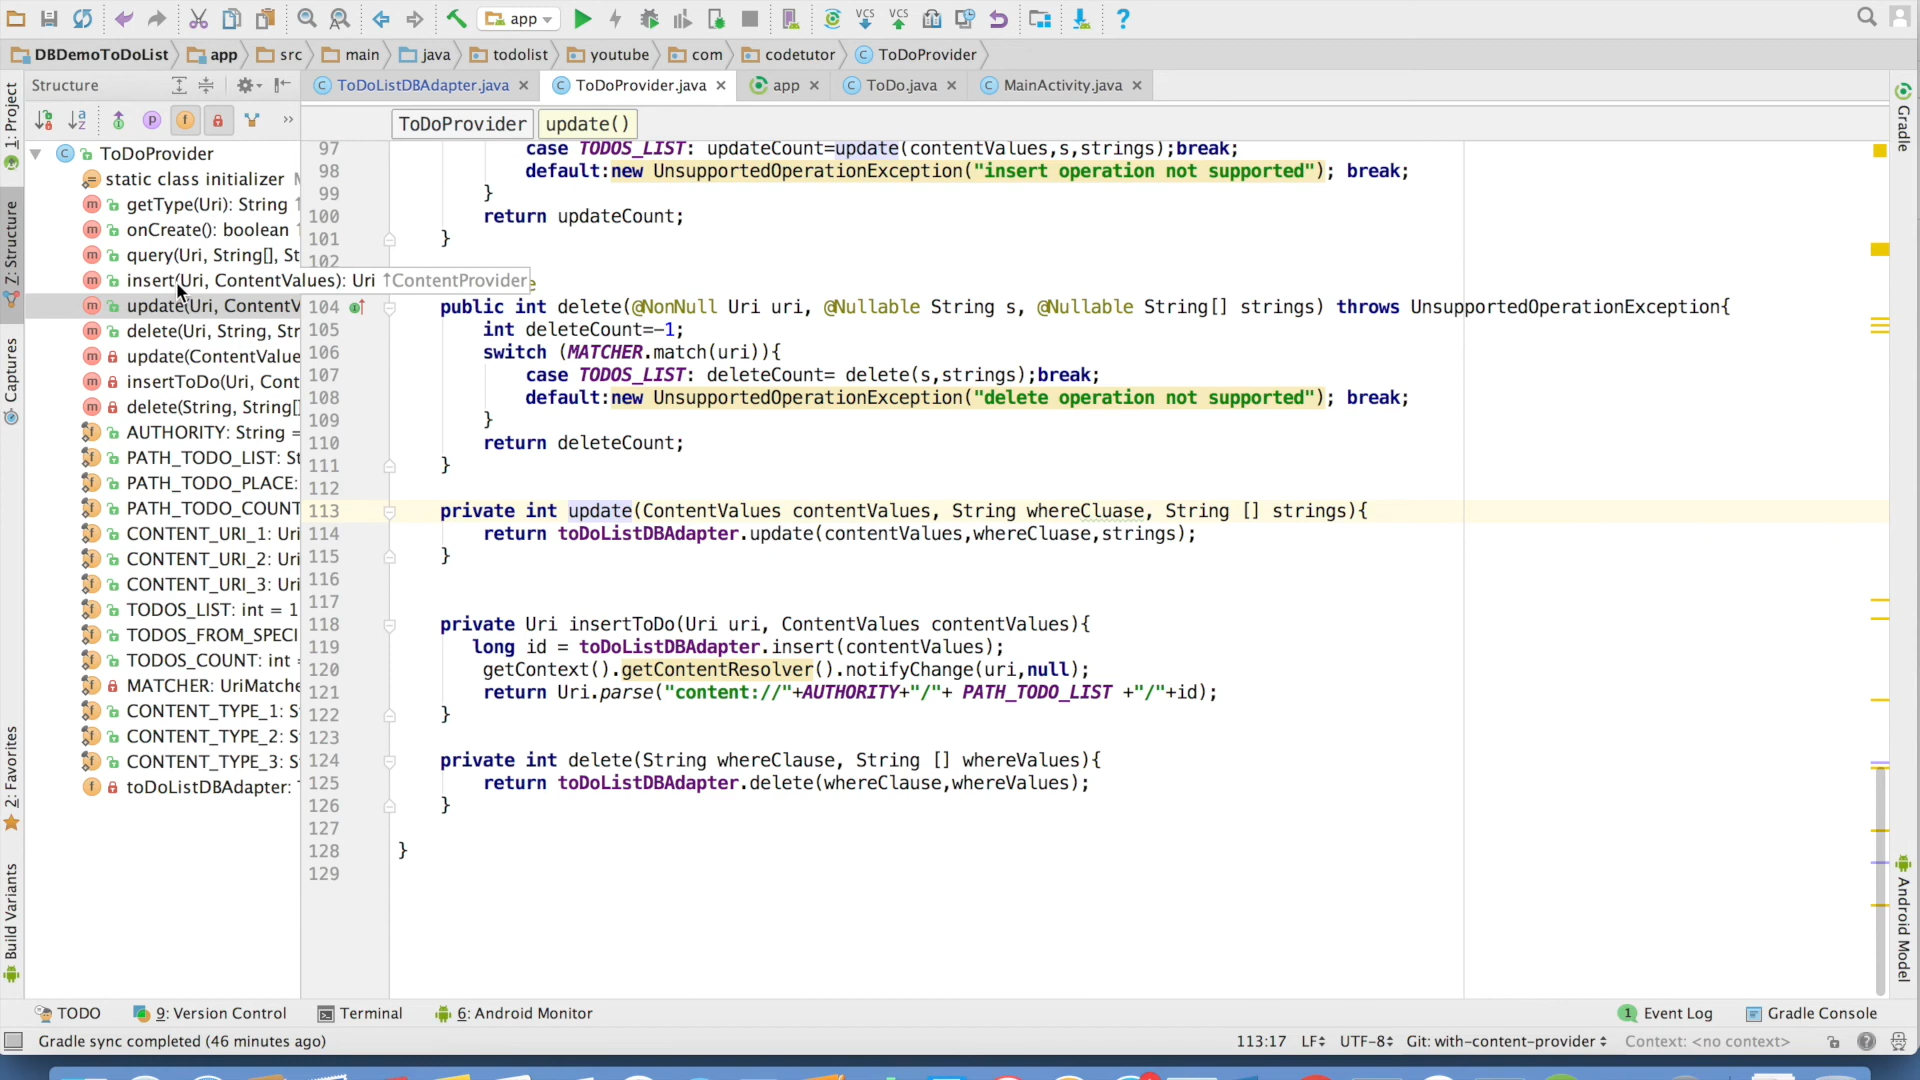 app
VCS VCS ?
DBDemoToDoList app src main java todolist youtube com codetutor ToDoProvider
Structure
ToDoListDBAdapter.java ToDoProvider.java app ToDo.java MainActivity.java
ToDoProvider update()
ToDoProvider
static class initializer
getType(Uri): String
onCreate(): boolean
query(Uri, String[], St
insert(Uri, ContentValues): Uri ↑ContentProvider
update(Uri, ContentV
delete(Uri, String, Str
update(ContentValue
insertToDo(Uri, Cont
delete(String, String[]
AUTHORITY: String =
PATH_TODO_LIST: St
PATH_TODO_PLACE:
PATH_TODO_COUNT
CONTENT_URI_1: Uri
CONTENT_URI_2: Uri
CONTENT_URI_3: Uri
TODOS_LIST: int = 1
TODOS_FROM_SPECI
TODOS_COUNT: int =
MATCHER: UriMatche
CONTENT_TYPE_1: S
CONTENT_TYPE_2: S
CONTENT_TYPE_3: S
toDoListDBAdapter:
97 case TODOS_LIST: updateCount=update(contentValues,s,strings);break;
98 default:new UnsupportedOperationException("insert operation not supported"); break;
99 }
100 return updateCount;
101 }
102
104 public int delete(@NonNull Uri uri, @Nullable String s, @Nullable String[] strings) throws UnsupportedOperationException{
105 int deleteCount=-1;
106 switch (MATCHER.match(uri)){
107 case TODOS_LIST: deleteCount= delete(s,strings);break;
108 default:new UnsupportedOperationException("delete operation not supported"); break;
109 }
110 return deleteCount;
111 }
112
113 private int update(ContentValues contentValues, String whereCluase, String [] strings){
114 return toDoListDBAdapter.update(contentValues,whereCluase,strings);
115 }
116
117
118 private Uri insertToDo(Uri uri, ContentValues contentValues){
119 long id = toDoListDBAdapter.insert(contentValues);
120 getContext().getContentResolver().notifyChange(uri,null);
121 return Uri.parse("content://"+AUTHORITY+"/"+ PATH_TODO_LIST +"/"+id);
122 }
123
124 private int delete(String whereClause, String [] whereValues){
125 return toDoListDBAdapter.delete(whereClause,whereValues);
126 }
127
128 }
129
1: Project
7: Structure
Captures
2: Favorites
Build Variants
Gradle
Android Model
TODO 9: Version Control Terminal 6: Android Monitor 1 Event Log Gradle Console
Gradle sync completed (46 minutes ago) 113:17 LF UTF-8 Git: with-content-provider Context: <no context>